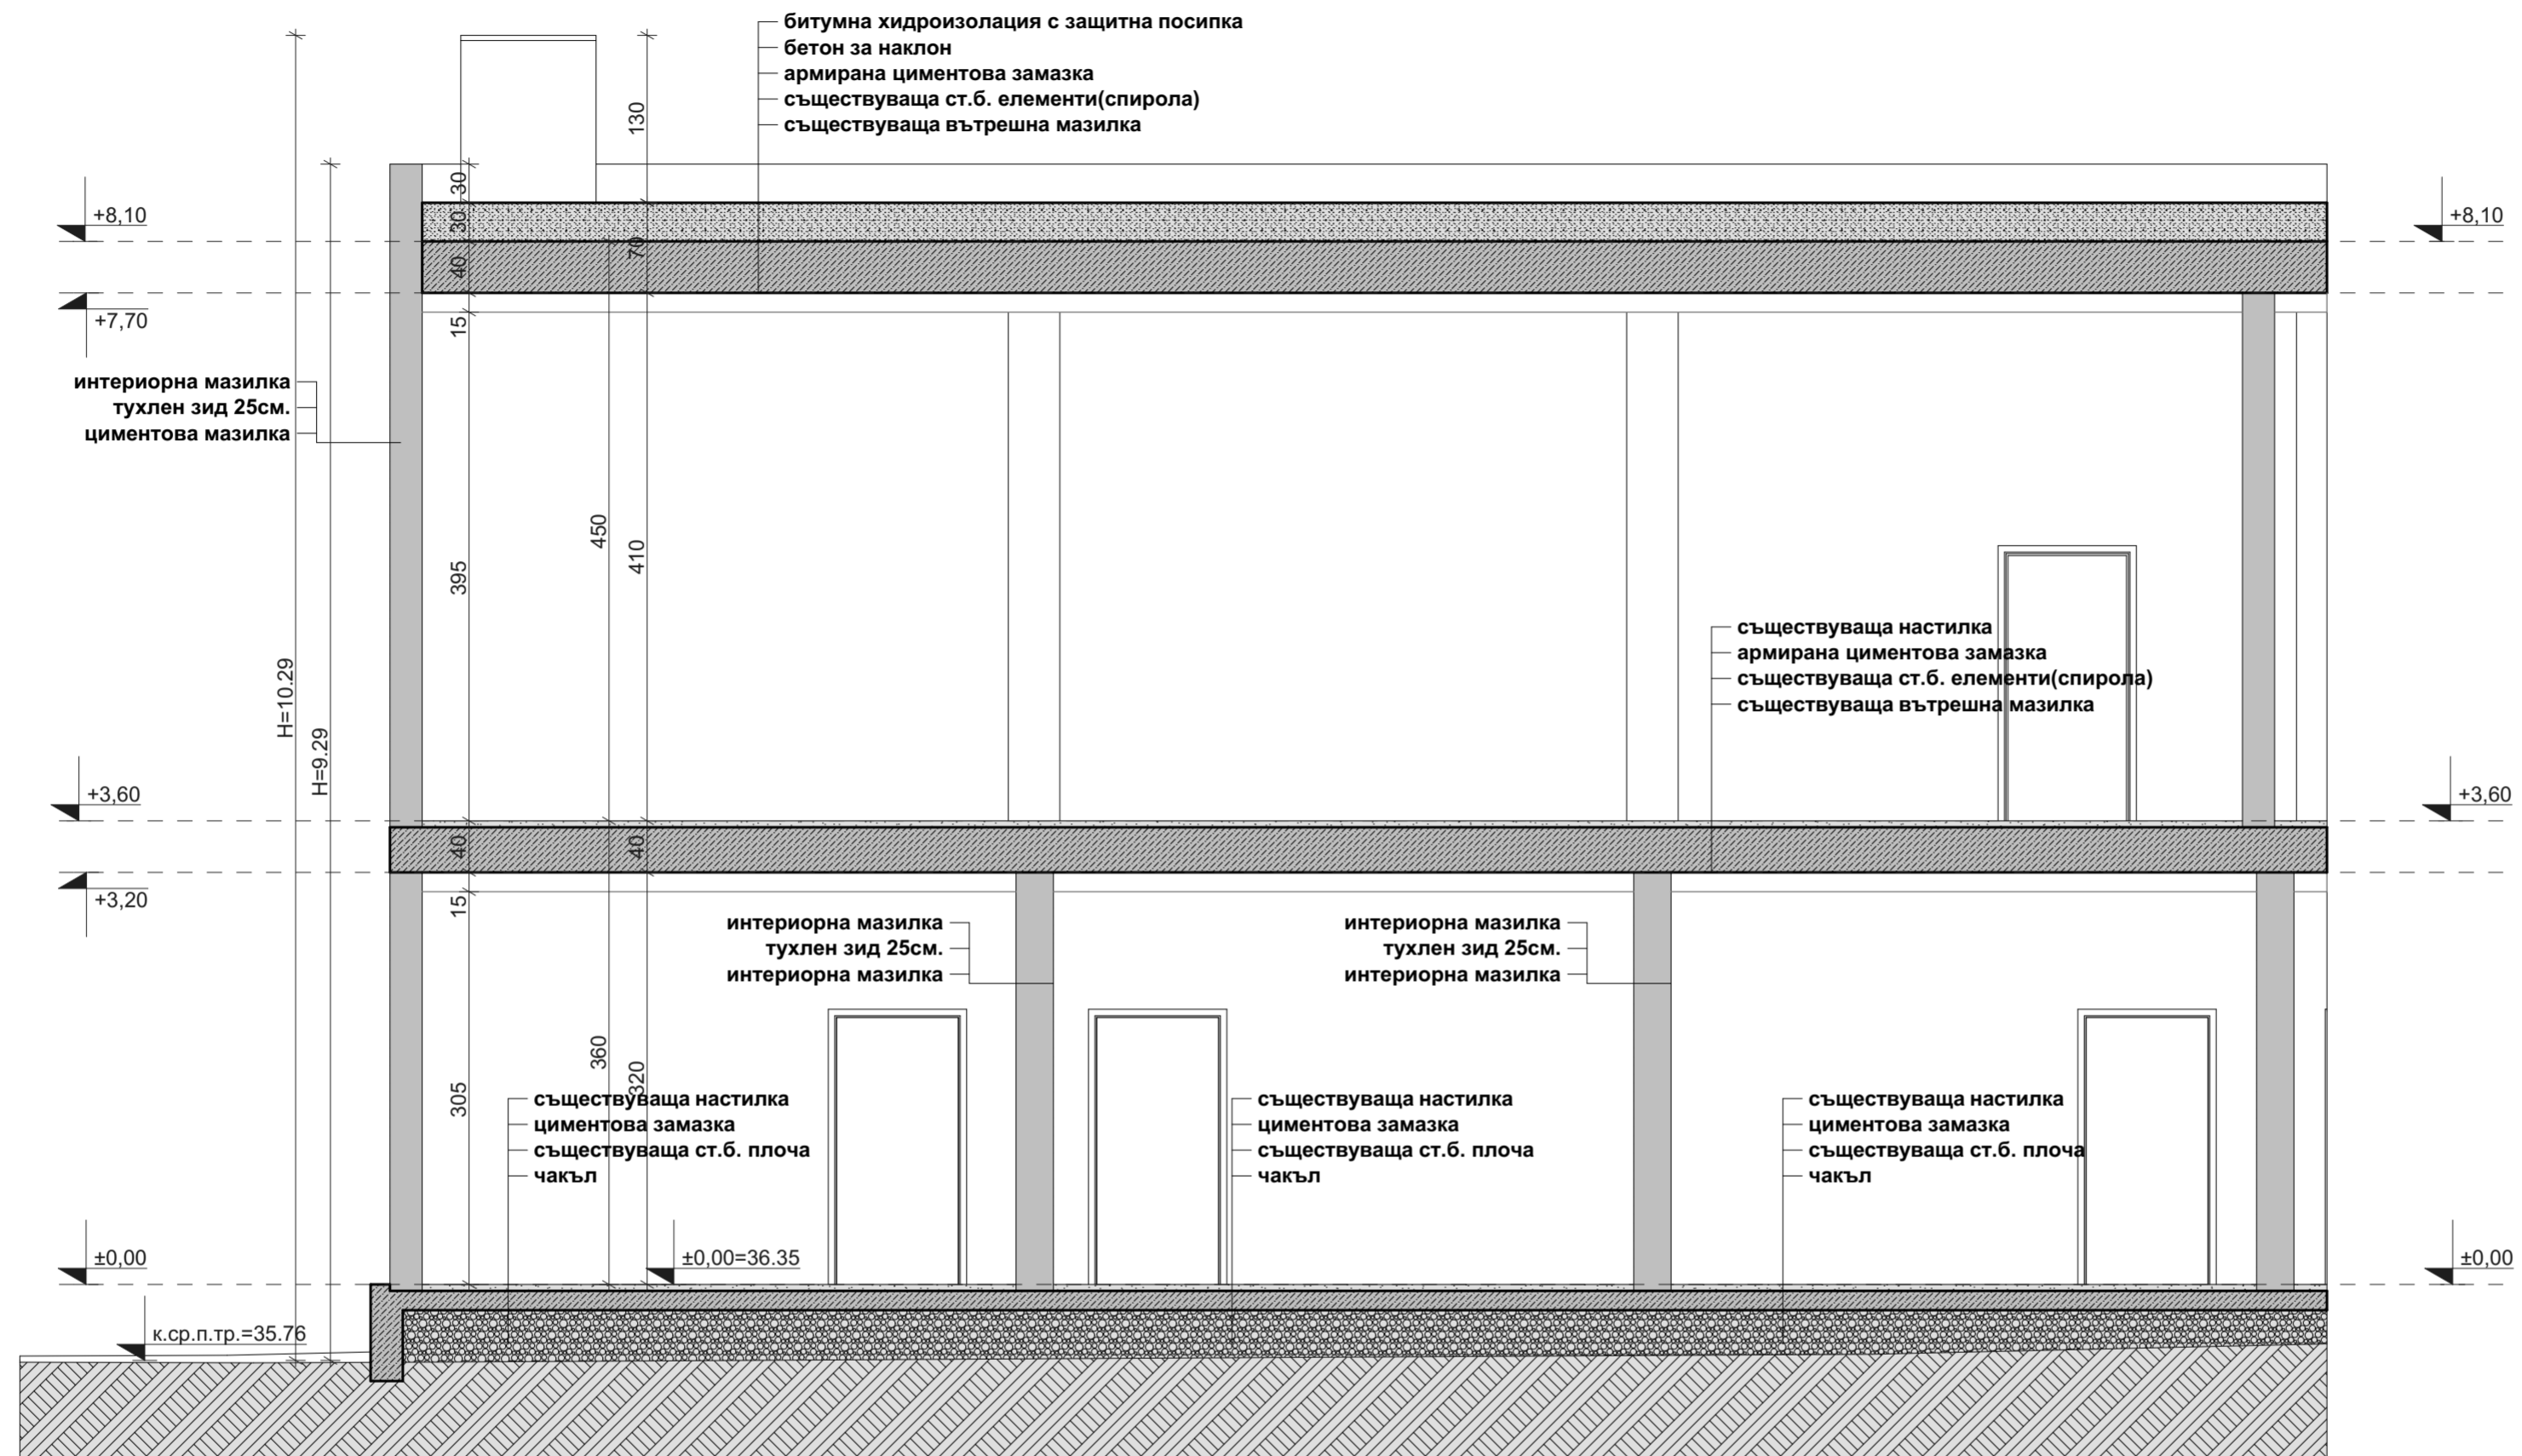 битумна хидроизолация с защитна посипка
бетон за наклон
армирана циментова замазка
съществуваща ст.б. елементи(спирола)
съществуваща вътрешна мазилка
130
30
30
40
70
15
+8,10
+8,10
+7,70
интериорна мазилка
тухлен зид 25см.
циментова мазилка
395
450
410
H=10.29
H=9.29
съществуваща настилка
армирана циментова замазка
съществуваща ст.б. елементи(спирола)
съществуваща вътрешна мазилка
+3,60
+3,60
40
40
+3,20
15
интериорна мазилка
тухлен зид 25см.
интериорна мазилка
интериорна мазилка
тухлен зид 25см.
интериорна мазилка
305
360
320
съществуваща настилка
циментова замазка
съществуваща ст.б. плоча
чакъл
съществуваща настилка
циментова замазка
съществуваща ст.б. плоча
чакъл
съществуваща настилка
циментова замазка
съществуваща ст.б. плоча
чакъл
±0,00
±0,00=36.35
±0,00
к.ср.п.тр.=35.76